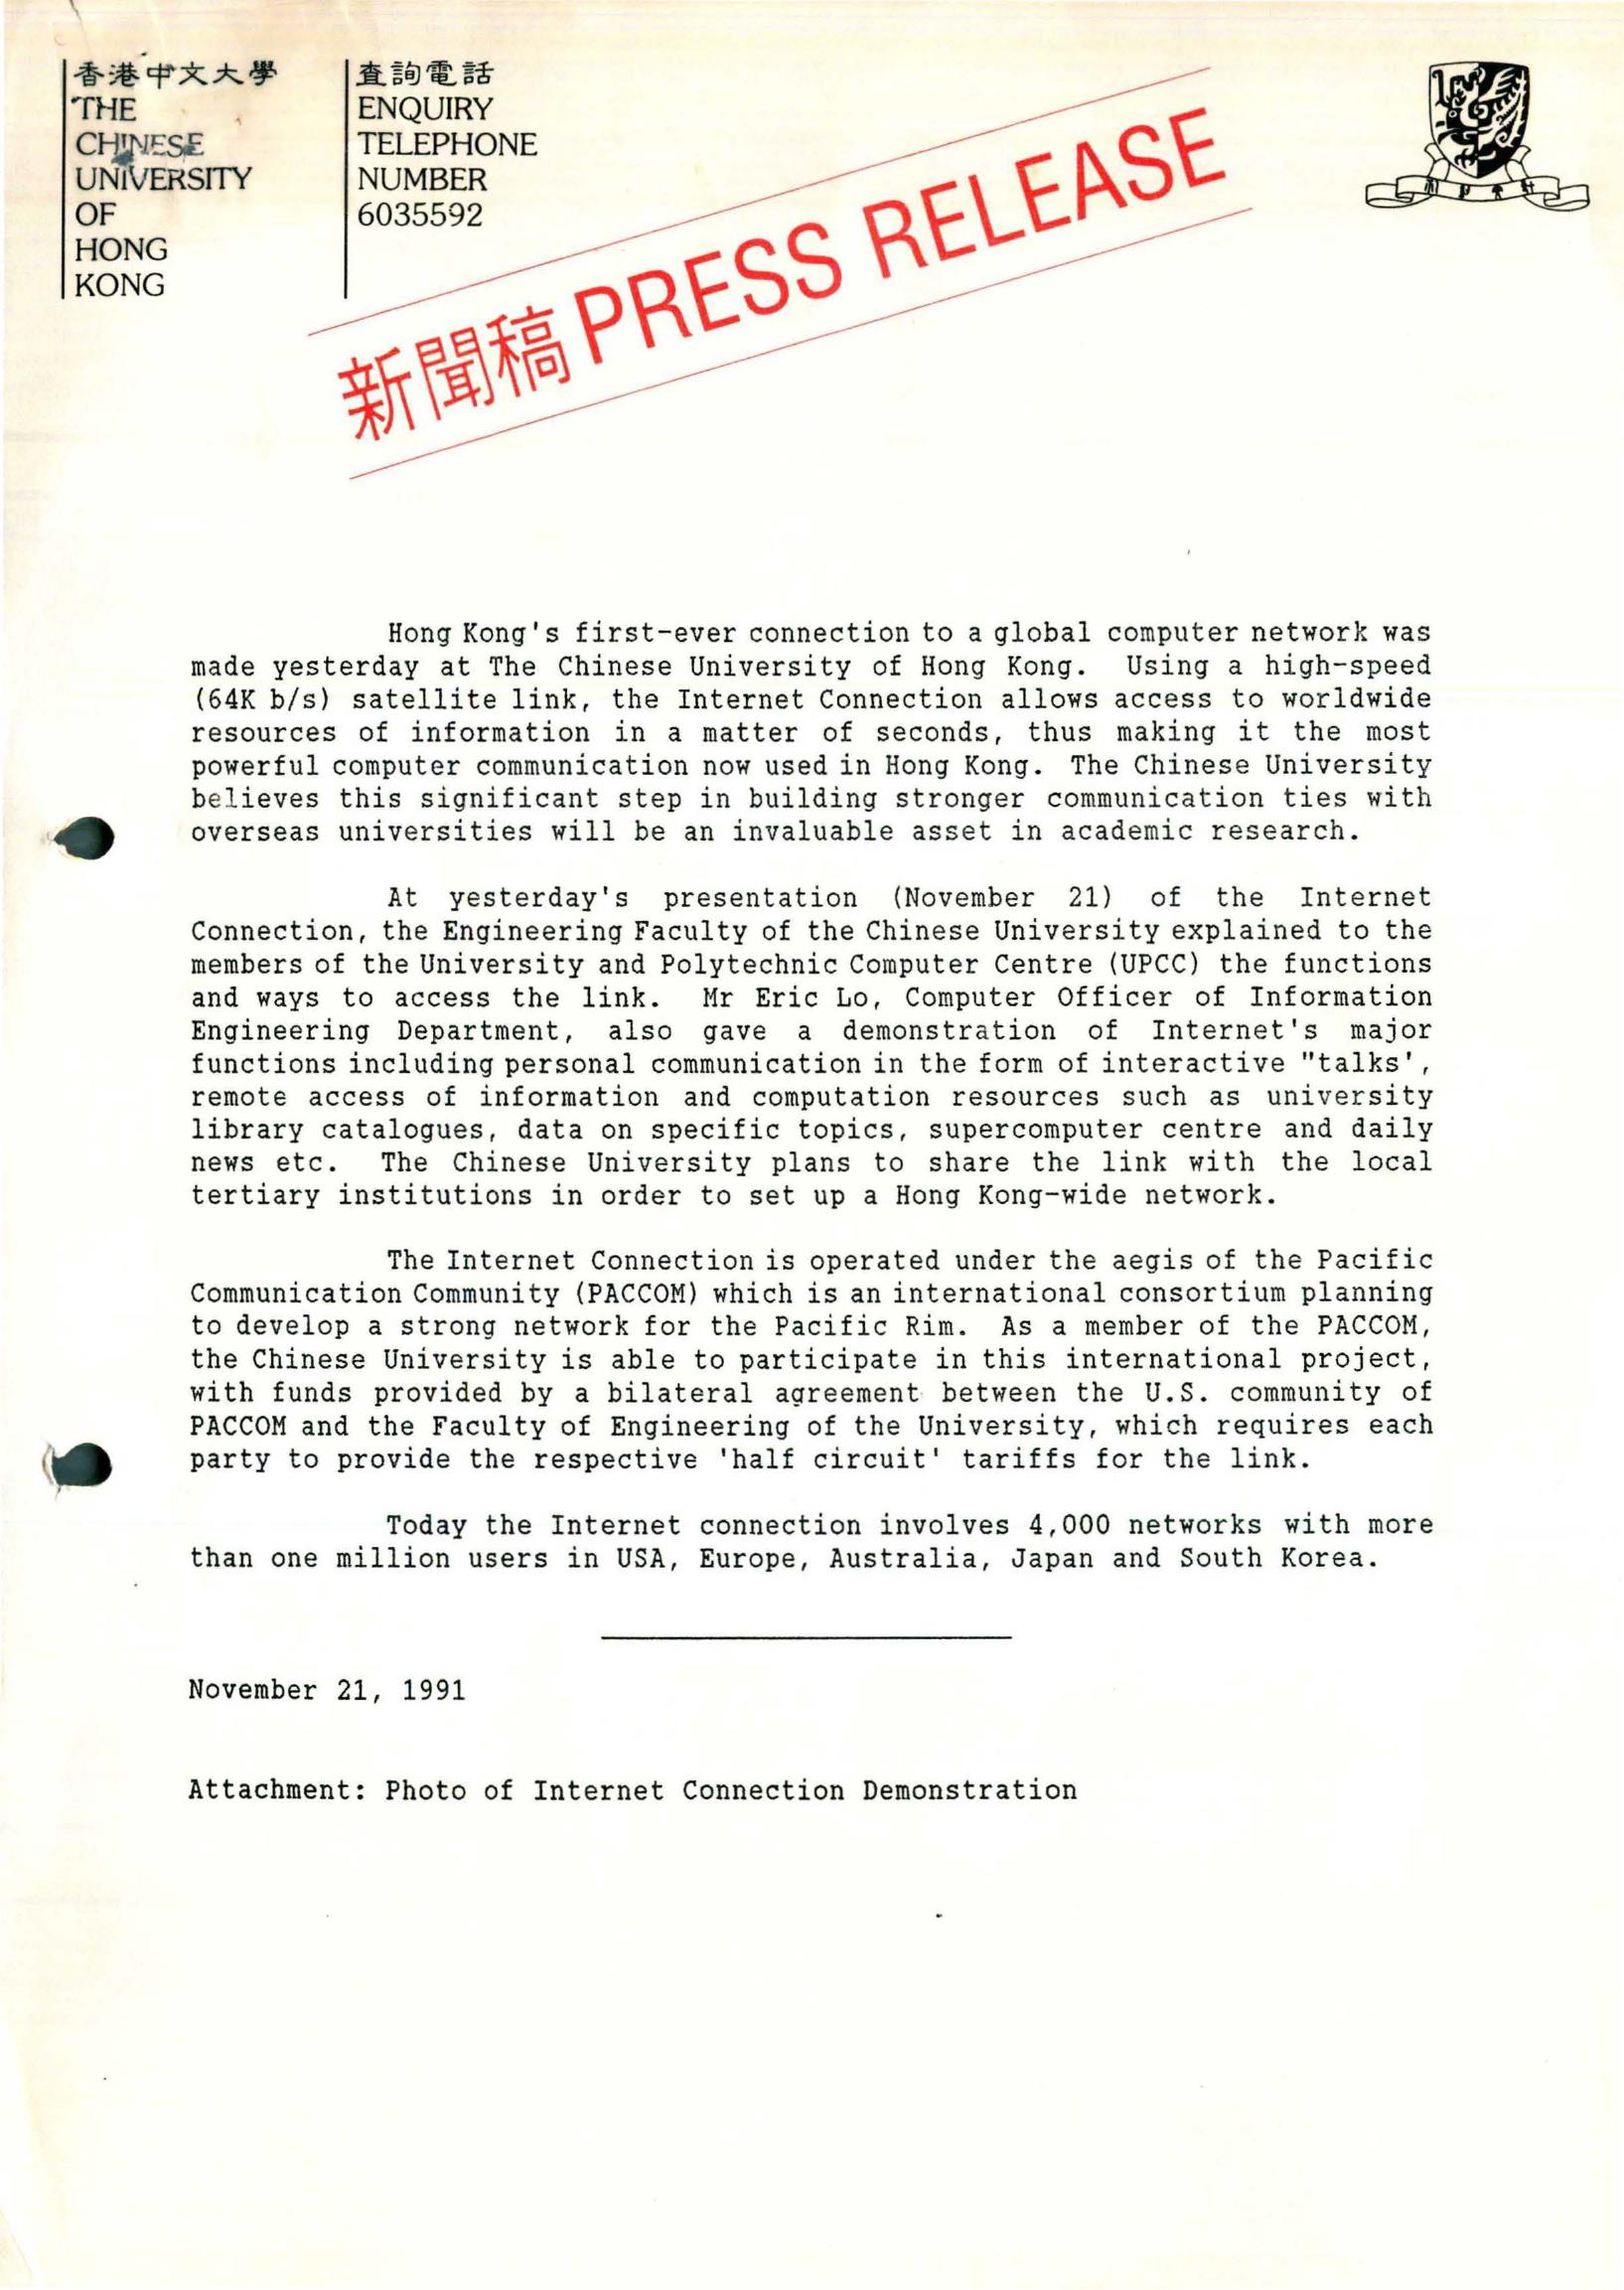 香港中文大學
THE
CHINESE
UNIVERSITY
OF
HONG
KONG
查詢電話
ENQUIRY
TELEPHONE
NUMBER
6035592
新聞稿 PRESS RELEASE
Hong Kong's first-ever connection to a global computer network was
made yesterday at The Chinese University of Hong Kong. Using a high-speed
(64K b/s) satellite link, the Internet Connection allows access to worldwide
resources of information in a matter of seconds, thus making it the most
powerful computer communication now used in Hong Kong. The Chinese University
believes this significant step in building stronger communication ties with
overseas universities will be an invaluable asset in academic research.
At yesterday's presentation (November 21) of the Internet
Connection, the Engineering Faculty of the Chinese University explained to the
members of the University and Polytechnic Computer Centre (UPCC) the functions
and ways to access the link. Mr Eric Lo, Computer Officer of Information
Engineering Department, also gave a demonstration of Internet's major
functions including personal communication in the form of interactive "talks',
remote access of information and computation resources such as university
library catalogues, data on specific topics, supercomputer centre and daily
news etc. The Chinese University plans to share the link with the local
tertiary institutions in order to set up a Hong Kong-wide network.
The Internet Connection is operated under the aegis of the Pacific
Communication Community (PACCOM) which is an international consortium planning
to develop a strong network for the Pacific Rim. As a member of the PACCOM,
the Chinese University is able to participate in this international project,
with funds provided by a bilateral agreement between the U.S. community of
PACCOM and the Faculty of Engineering of the University, which requires each
party to provide the respective 'half circuit' tariffs for the link.
Today the Internet connection involves 4,000 networks with more
than one million users in USA, Europe, Australia, Japan and South Korea.
November 21, 1991
Attachment: Photo of Internet Connection Demonstration